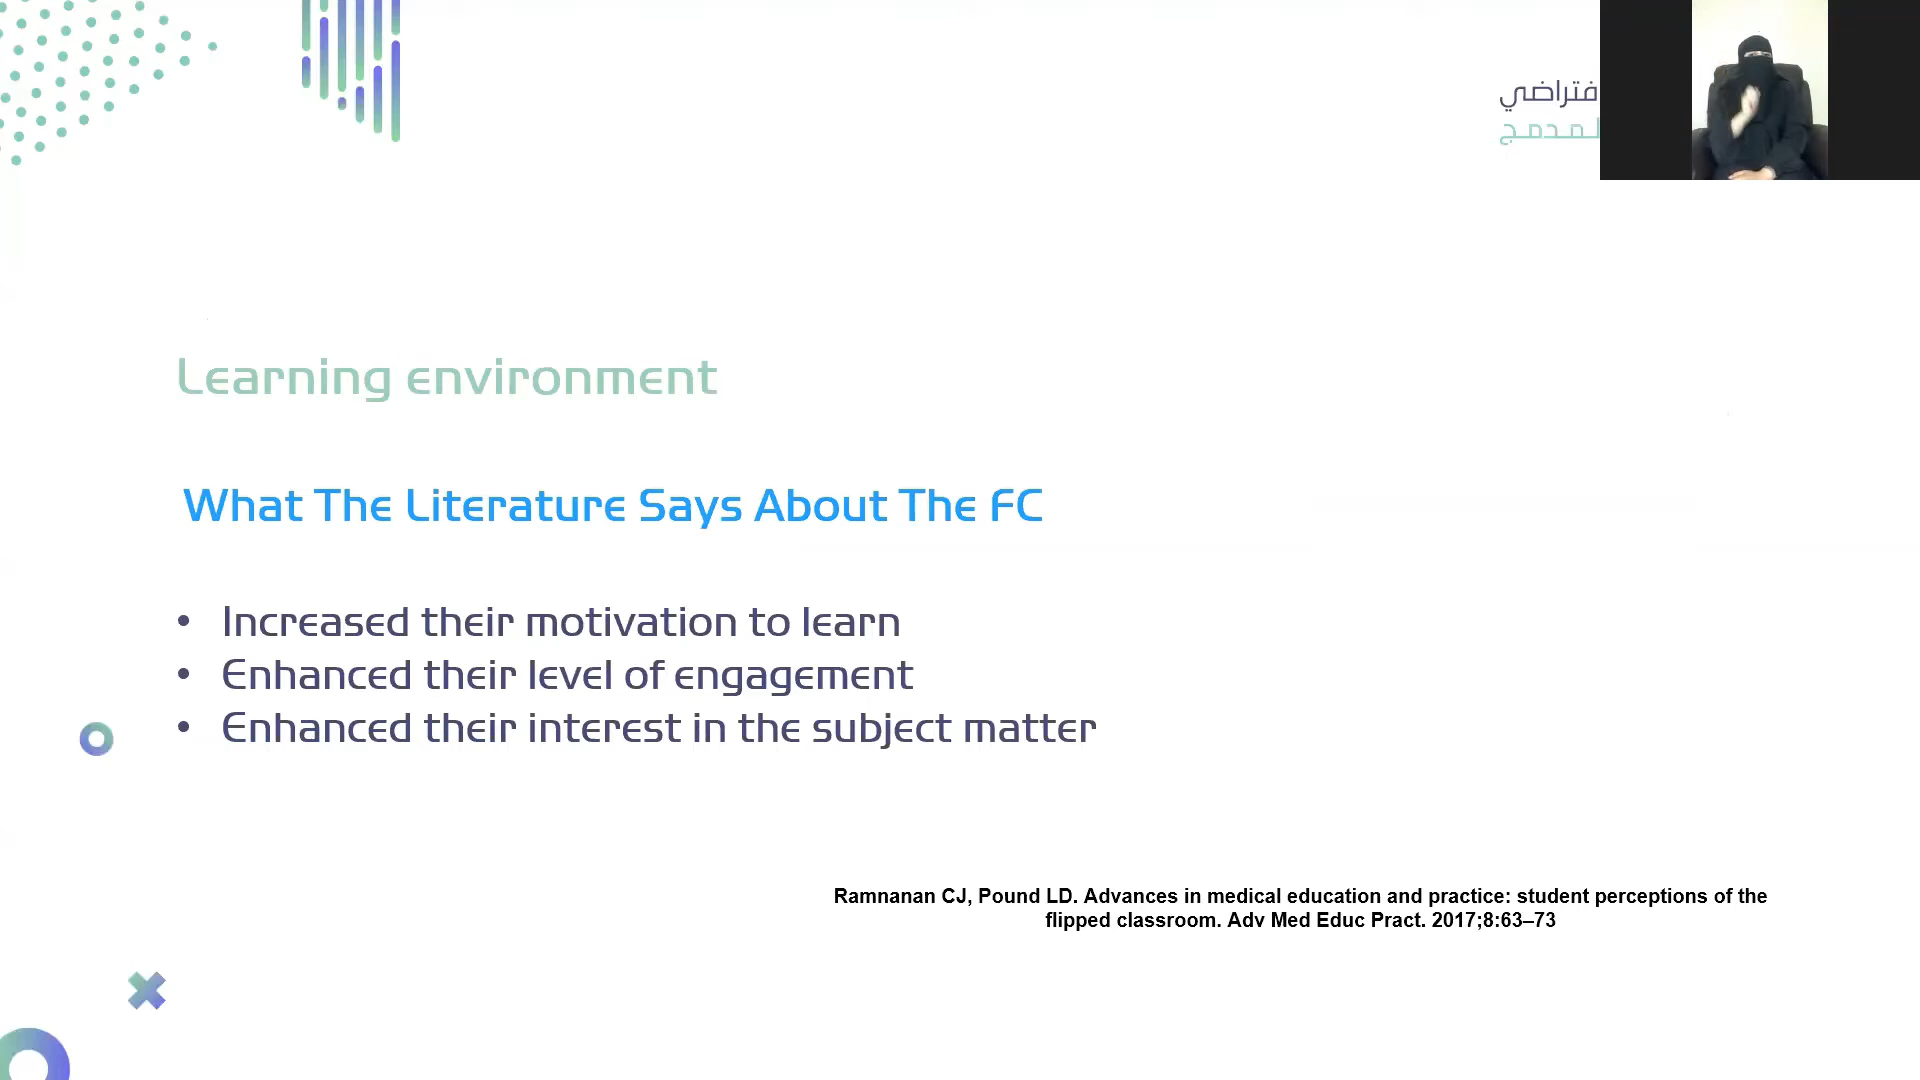 فتراضي
لمدمج
Learning environment
What The Literature Says About The FC
• Increased their motivation to learn
• Enhanced their level of engagement
• Enhanced their interest in the subject matter
Ramnanan CJ, Pound LD. Advances in medical education and practice: student perceptions of the
flipped classroom. Adv Med Educ Pract. 2017;8:63–73